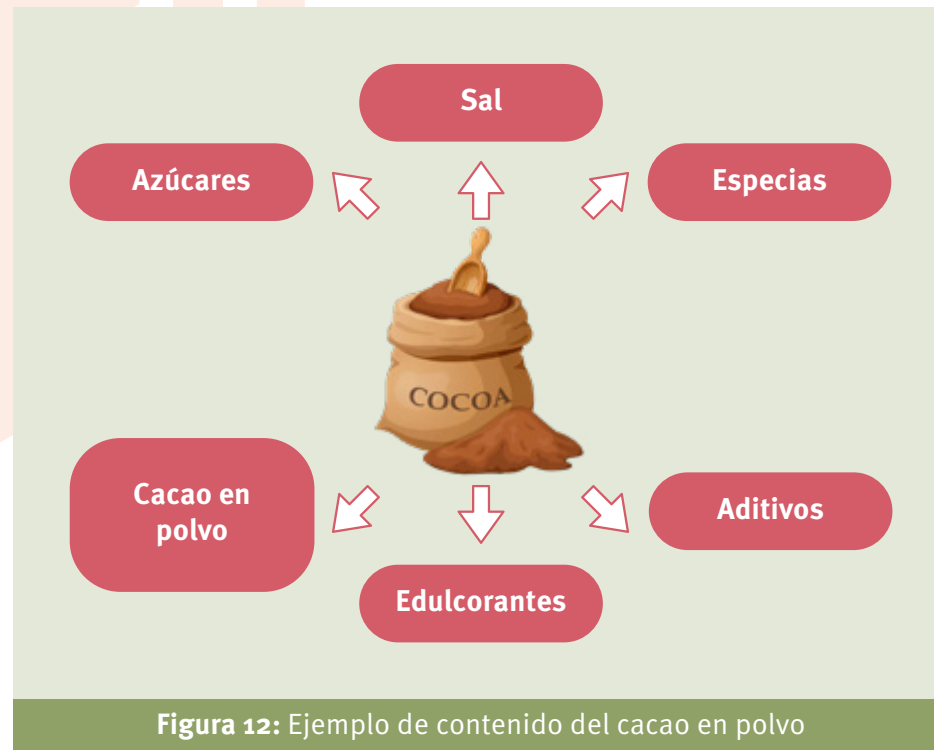 Sal
Azúcares
Especias
COCOA
Cacao en
polvo
Aditivos
Edulcorantes
Figura 12: Ejemplo de contenido del cacao en polvo